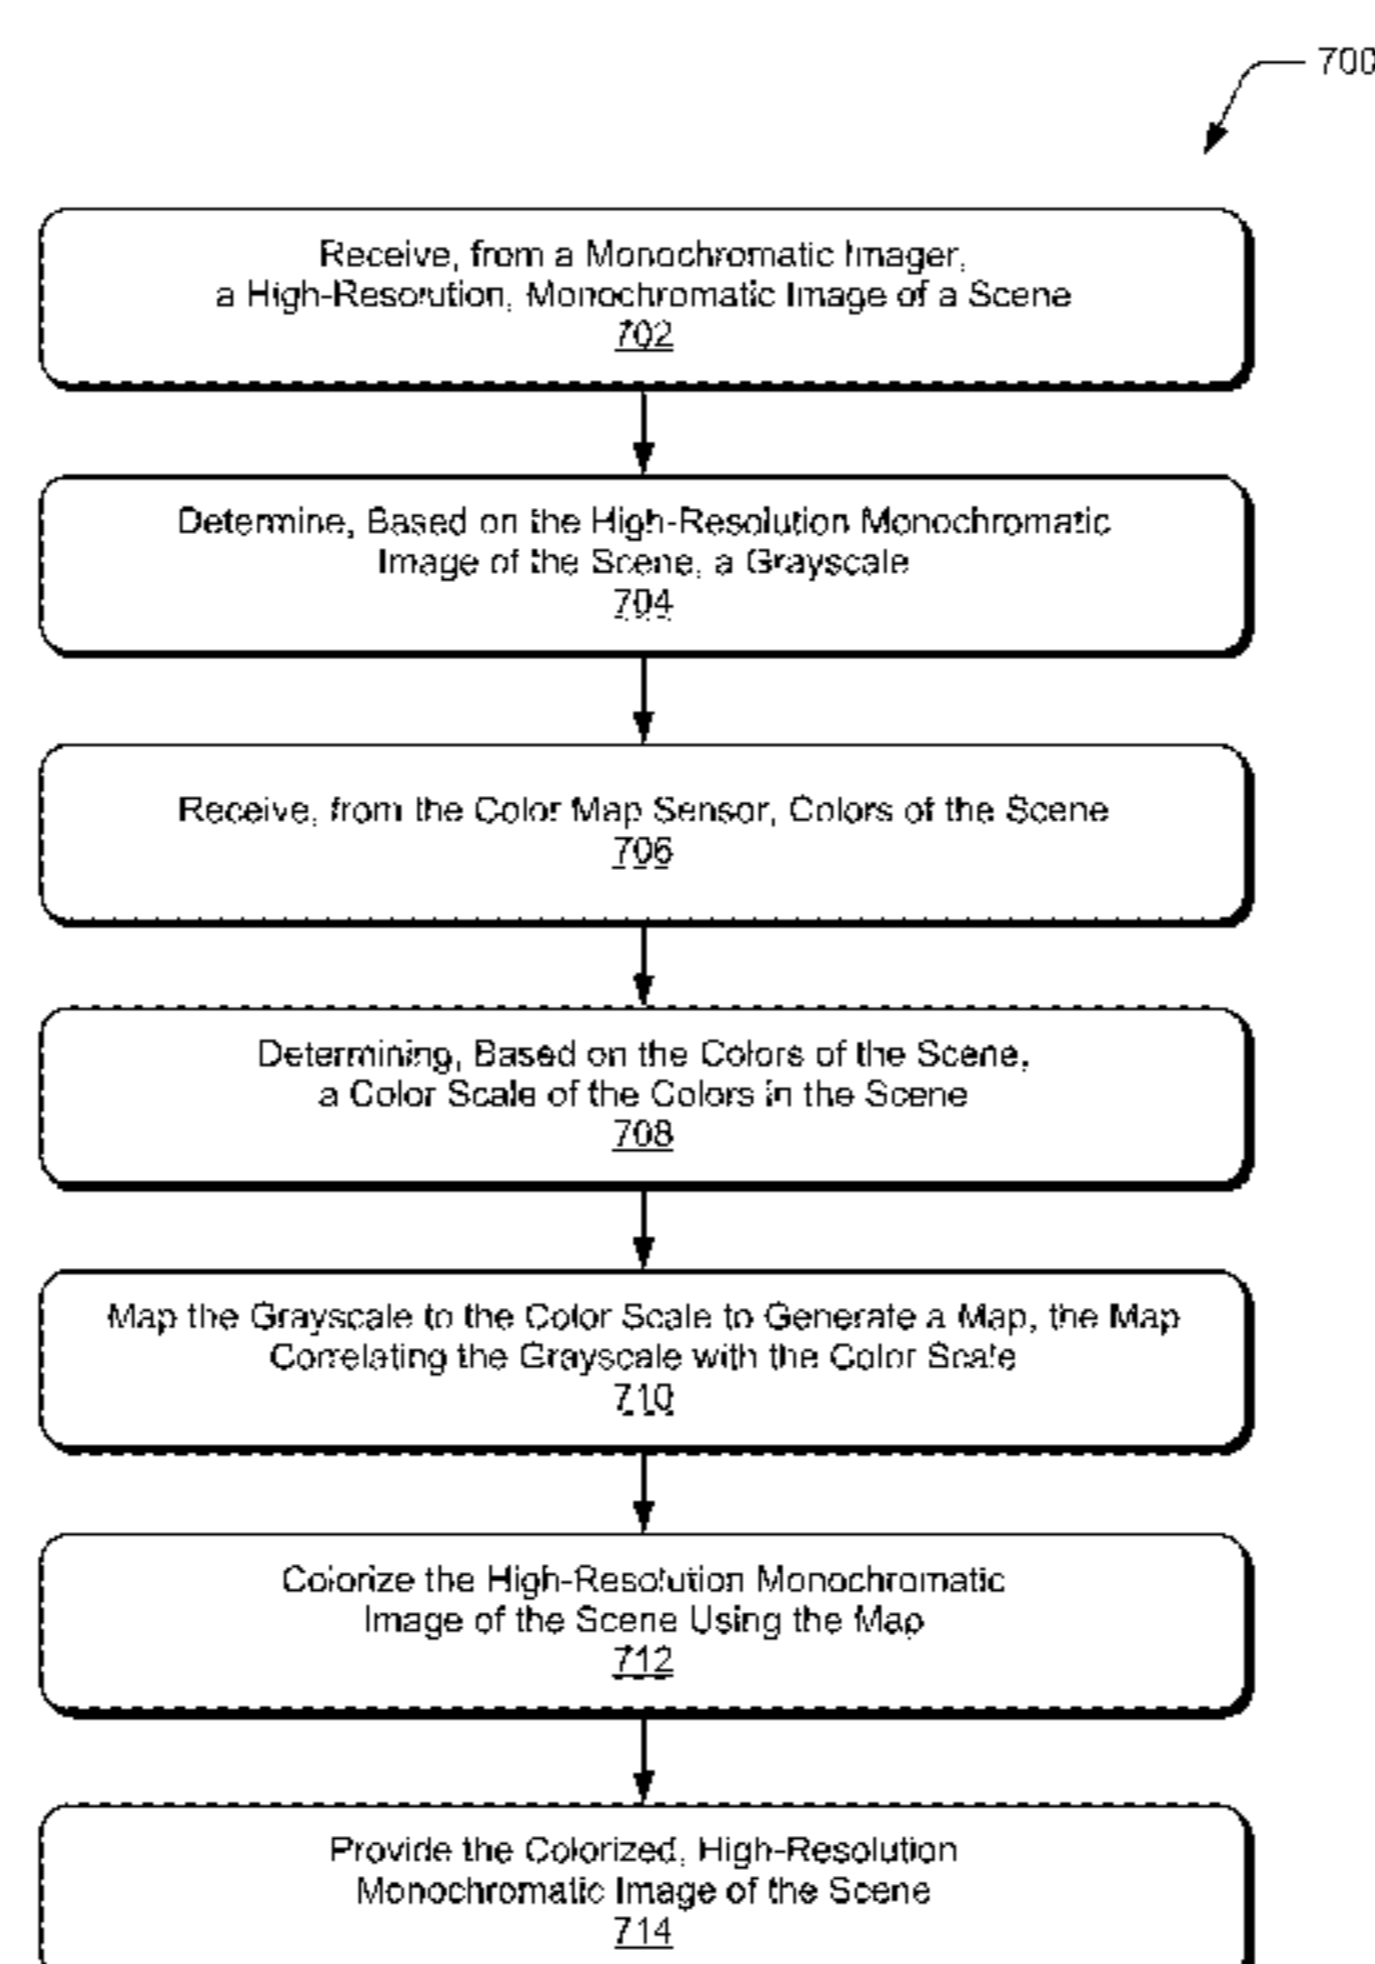 700
Receive, from a Monochromatic Imager,
a High-Resolution, Monochromatic Image of a Scene
702
Determine, Based on the High-Resolution Monochromatic
Image of the Scene, a Grayscale
704
Receive, from the Color Map Sensor, Colors of the Scene
706
Determining, Based on the Colors of the Scene,
a Color Scale of the Colors in the Scene
708
Map the Grayscale to the Color Scale to Generate a Map, the Map
Correlating the Grayscale with the Color Scale
710
Colorize the High-Resolution Monochromatic
Image of the Scene Using the Map
712
Provide the Colorized, High-Resolution
Monochromatic Image of the Scene
714